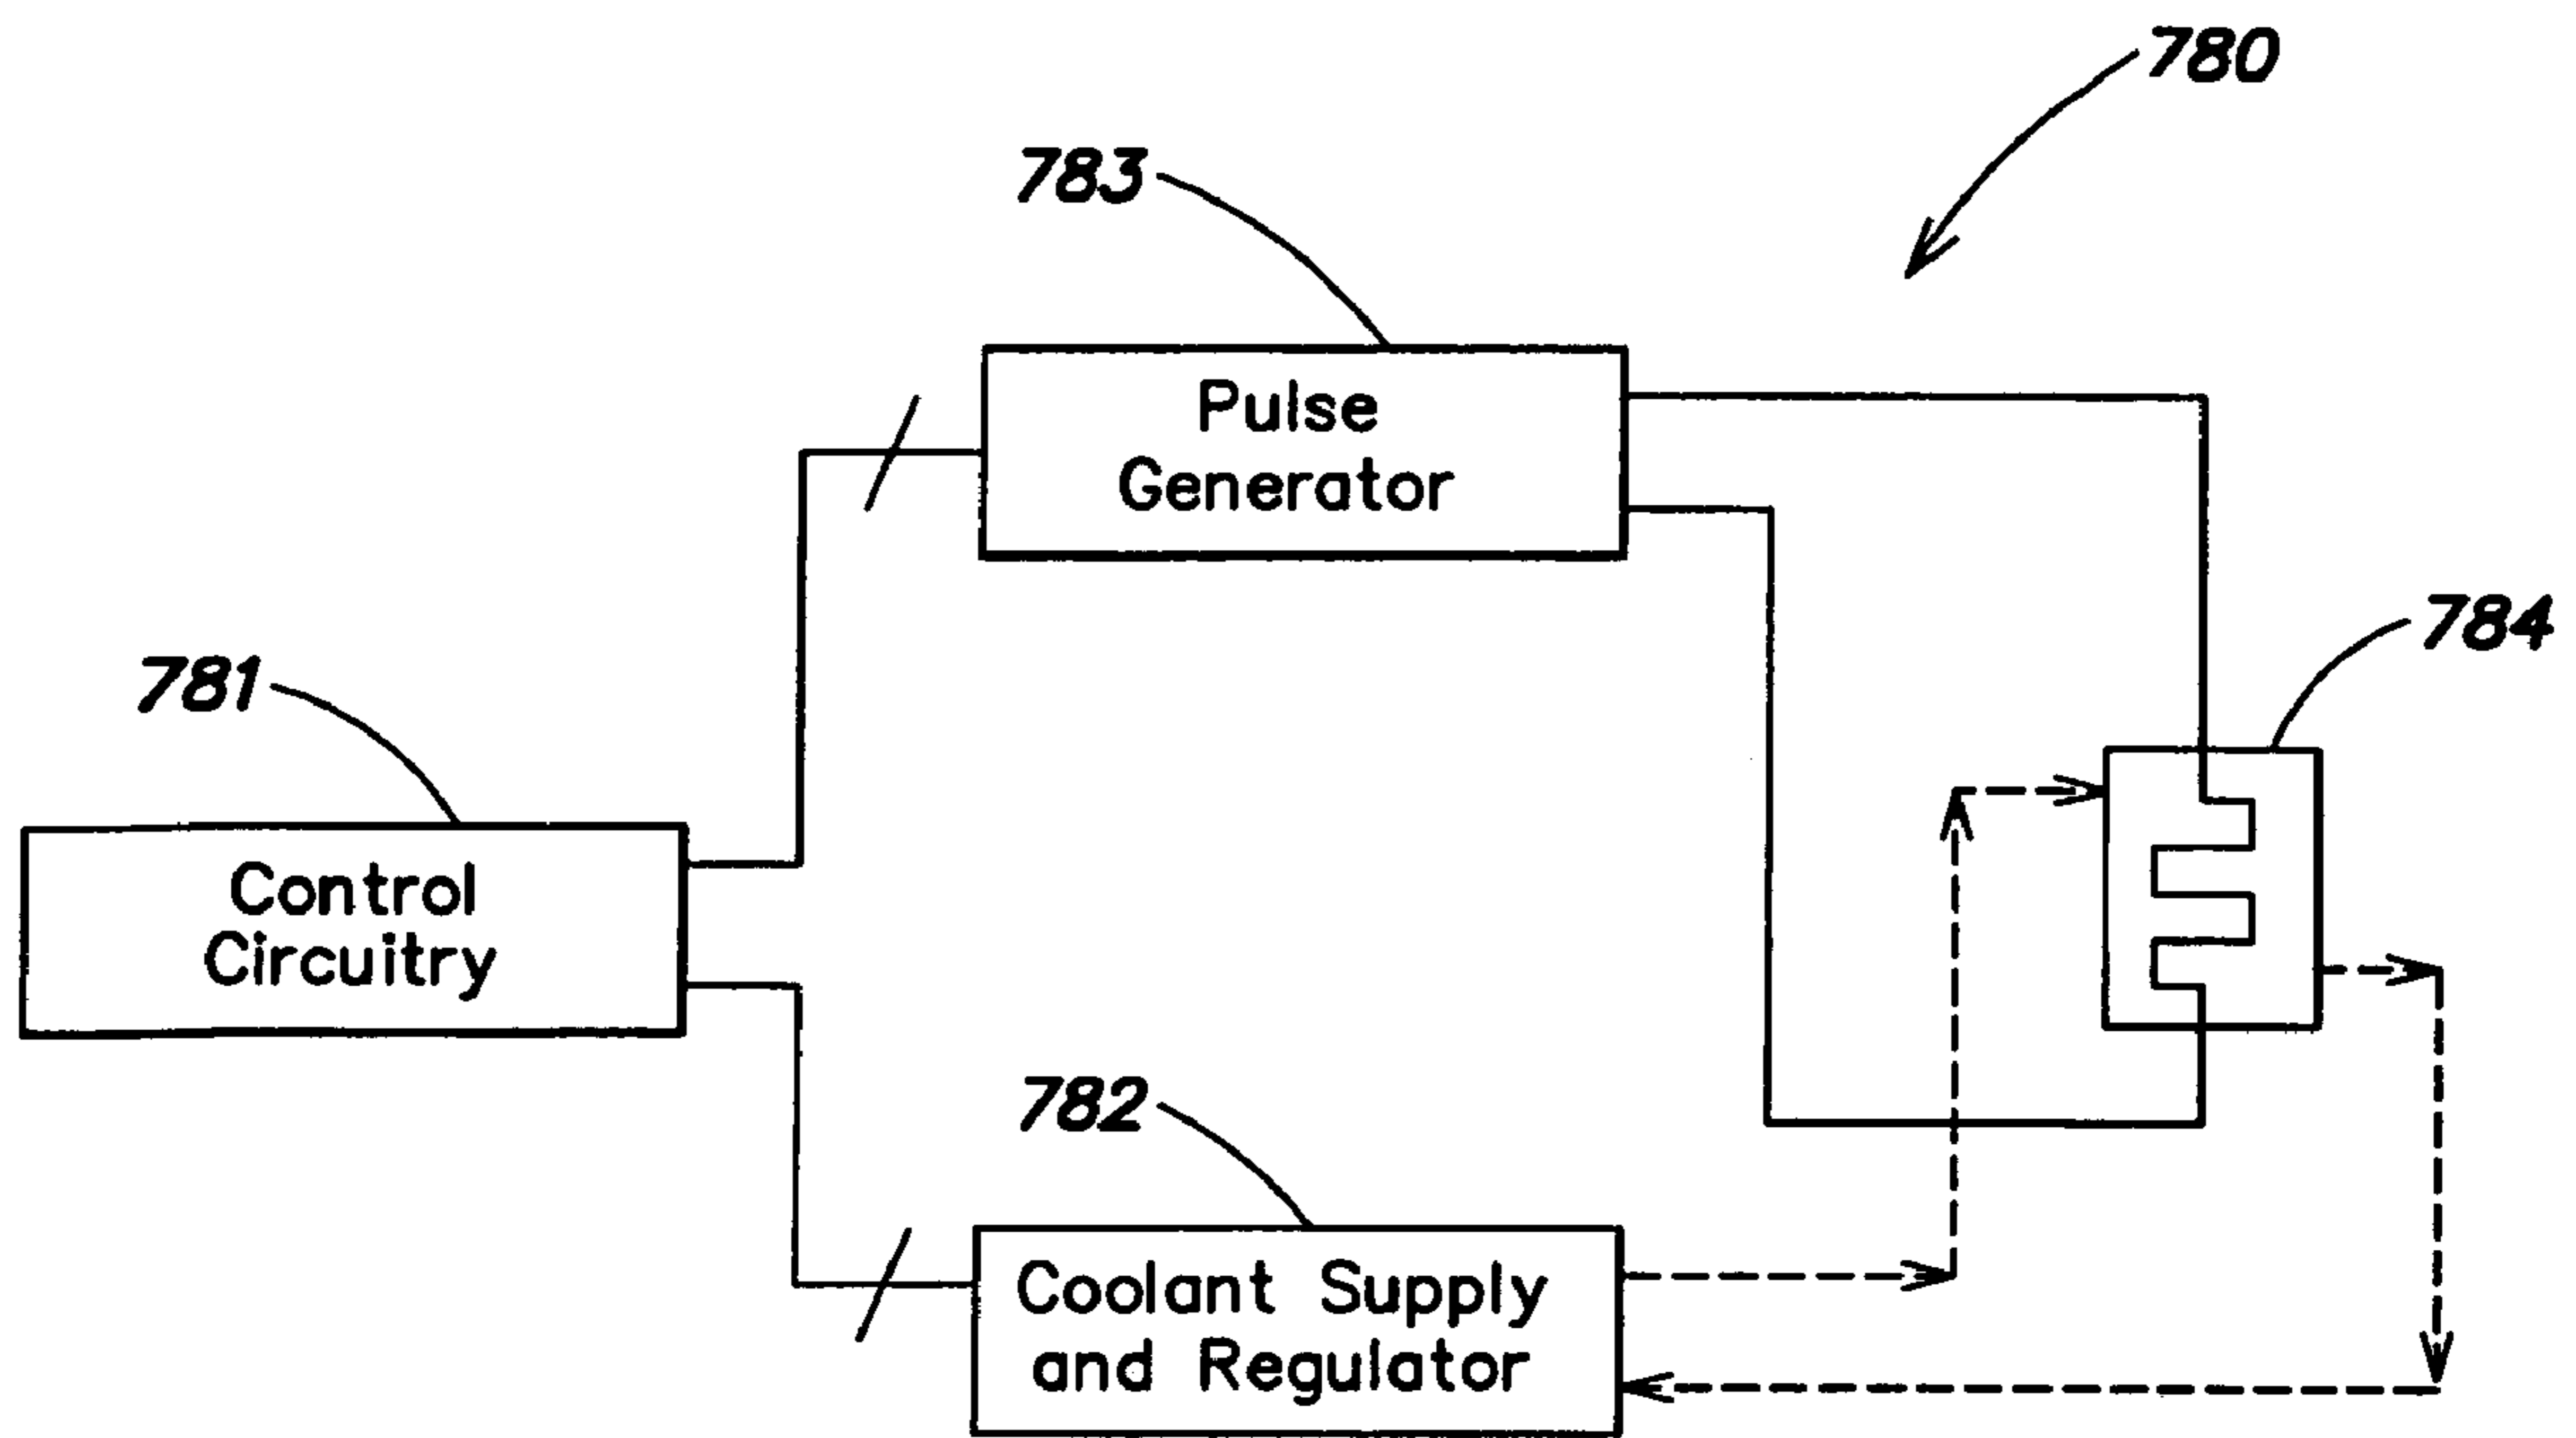 780
783
Pulse
Generator
784
781
Control
Circuitry
782
Coolant Supply
and Regulator